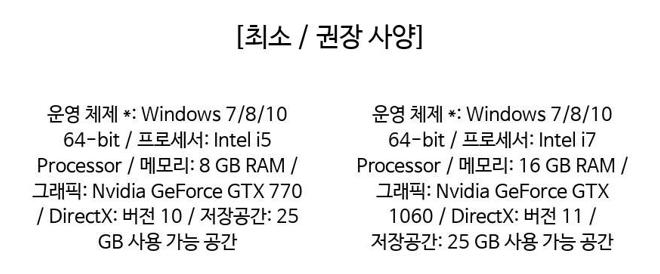 [최소 / 권장 사양]
운영 체제 *: Windows 7/8/10
64-bit / 프로세서: Intel i5
Processor / 메모리: 8 GB RAM /
그래픽: Nvidia GeForce GTX 770
/ DirectX: 버전 10 / 저장공간: 25
GB 사용 가능 공간
운영 체제 *: Windows 7/8/10
64-bit / 프로세서: Intel i7
Processor / 메모리: 16 GB RAM /
그래픽: Nvidia GeForce GTX
1060 / DirectX: 버전 11 /
저장공간: 25 GB 사용 가능 공간